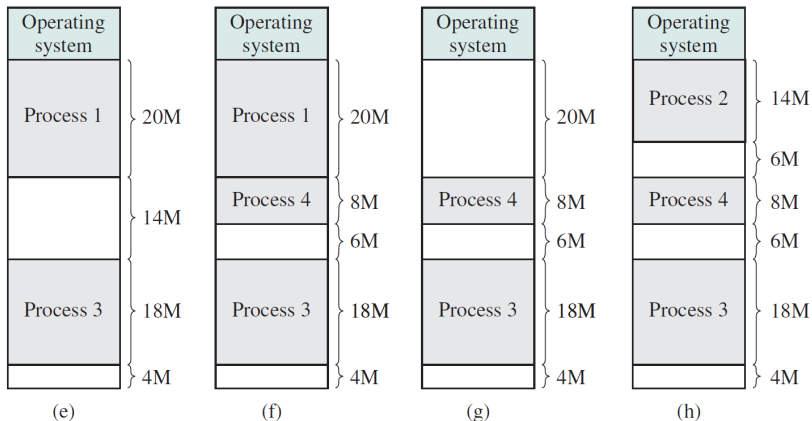 Operating
system
Process 1
20M
14M
Process 3
18M
4M
(e)
Operating
system
Process 1
20M
Process 4
8M
6M
Process 3
18M
4M
(f)
Operating
system
20M
Process 4
8M
6M
Process 3
18M
4M
(g)
Operating
system
Process 2
14M
6M
Process 4
8M
6M
Process 3
18M
4M
(h)